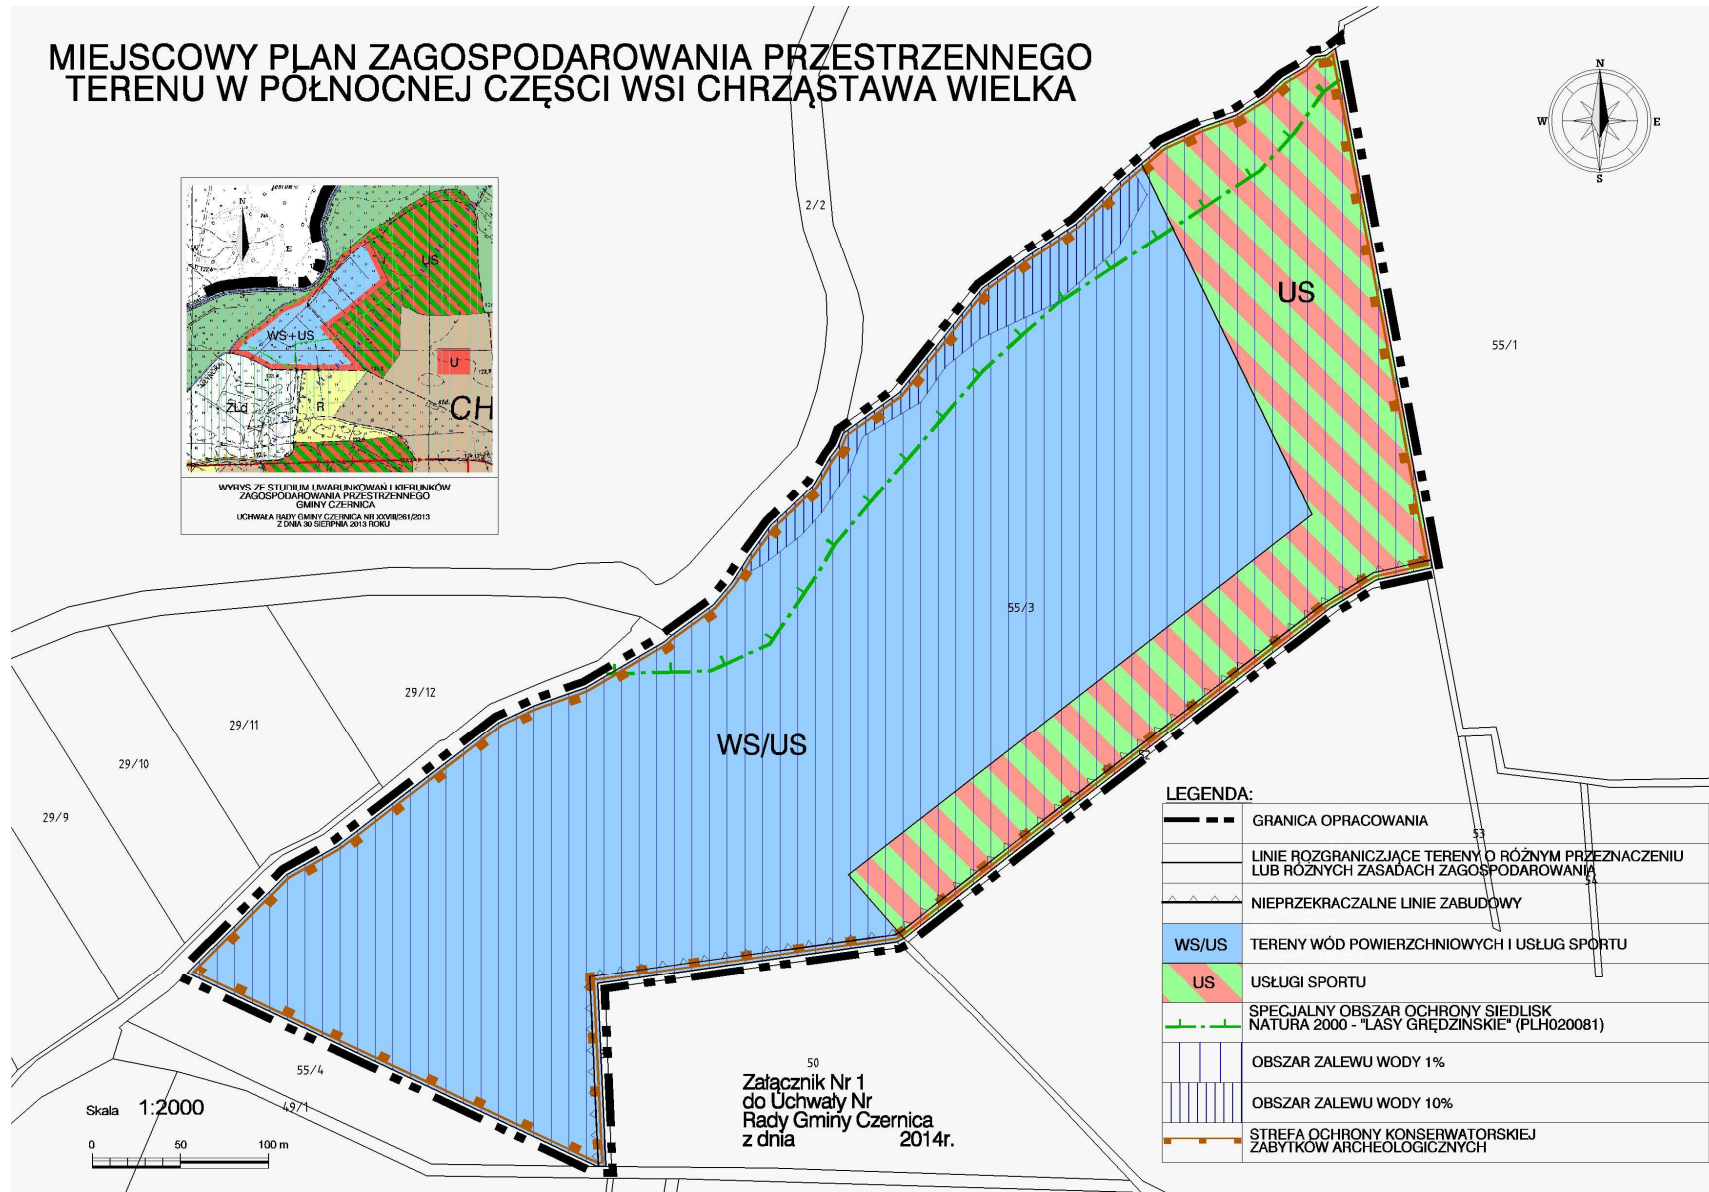 MIEJSCOWY PLAN ZAGOSPODAROWANIA PRZESTRZENNEGO
TERENU W PÓŁNOCNEJ CZĘŚCI WSI CHRZĄSTAWA WIELKA
N
W
E
S
N
W
E
US
WS+US
U
ZLd
R
CH
WYRYS ZE STUDIUM UWARUNKOWAŃ I KIERUNKÓW
ZAGOSPODAROWANIA PRZESTRZENNEGO
GMINY CZERNICA
UCHWAŁA RADY GMINY CZERNICA NR XXVIII/261/2013
Z DNIA 30 SIERPNIA 2013 ROKU
2/2
US
55/1
55/3
29/12
29/11
29/10
29/9
WS/US
52
53
54
55/4
49/1
50
LEGENDA:
GRANICA OPRACOWANIA
LINIE ROZGRANICZJĄCE TERENY O RÓŻNYM PRZEZNACZENIU
LUB RÓŻNYCH ZASADACH ZAGOSPODAROWANIA
NIEPRZEKRACZALNE LINIE ZABUDOWY
WS/US TERENY WÓD POWIERZCHNIOWYCH I USŁUG SPORTU
US USŁUGI SPORTU
SPECJALNY OBSZAR OCHRONY SIEDLISK
NATURA 2000 - "LASY GRĘDZIŃSKIE" (PLH020081)
OBSZAR ZALEWU WODY 1%
OBSZAR ZALEWU WODY 10%
STREFA OCHRONY KONSERWATORSKIEJ
ZABYTKÓW ARCHEOLOGICZNYCH
Załącznik Nr 1
do Uchwały Nr
Rady Gminy Czernica
z dnia 2014r.
Skala 1:2000
0 50 100 m